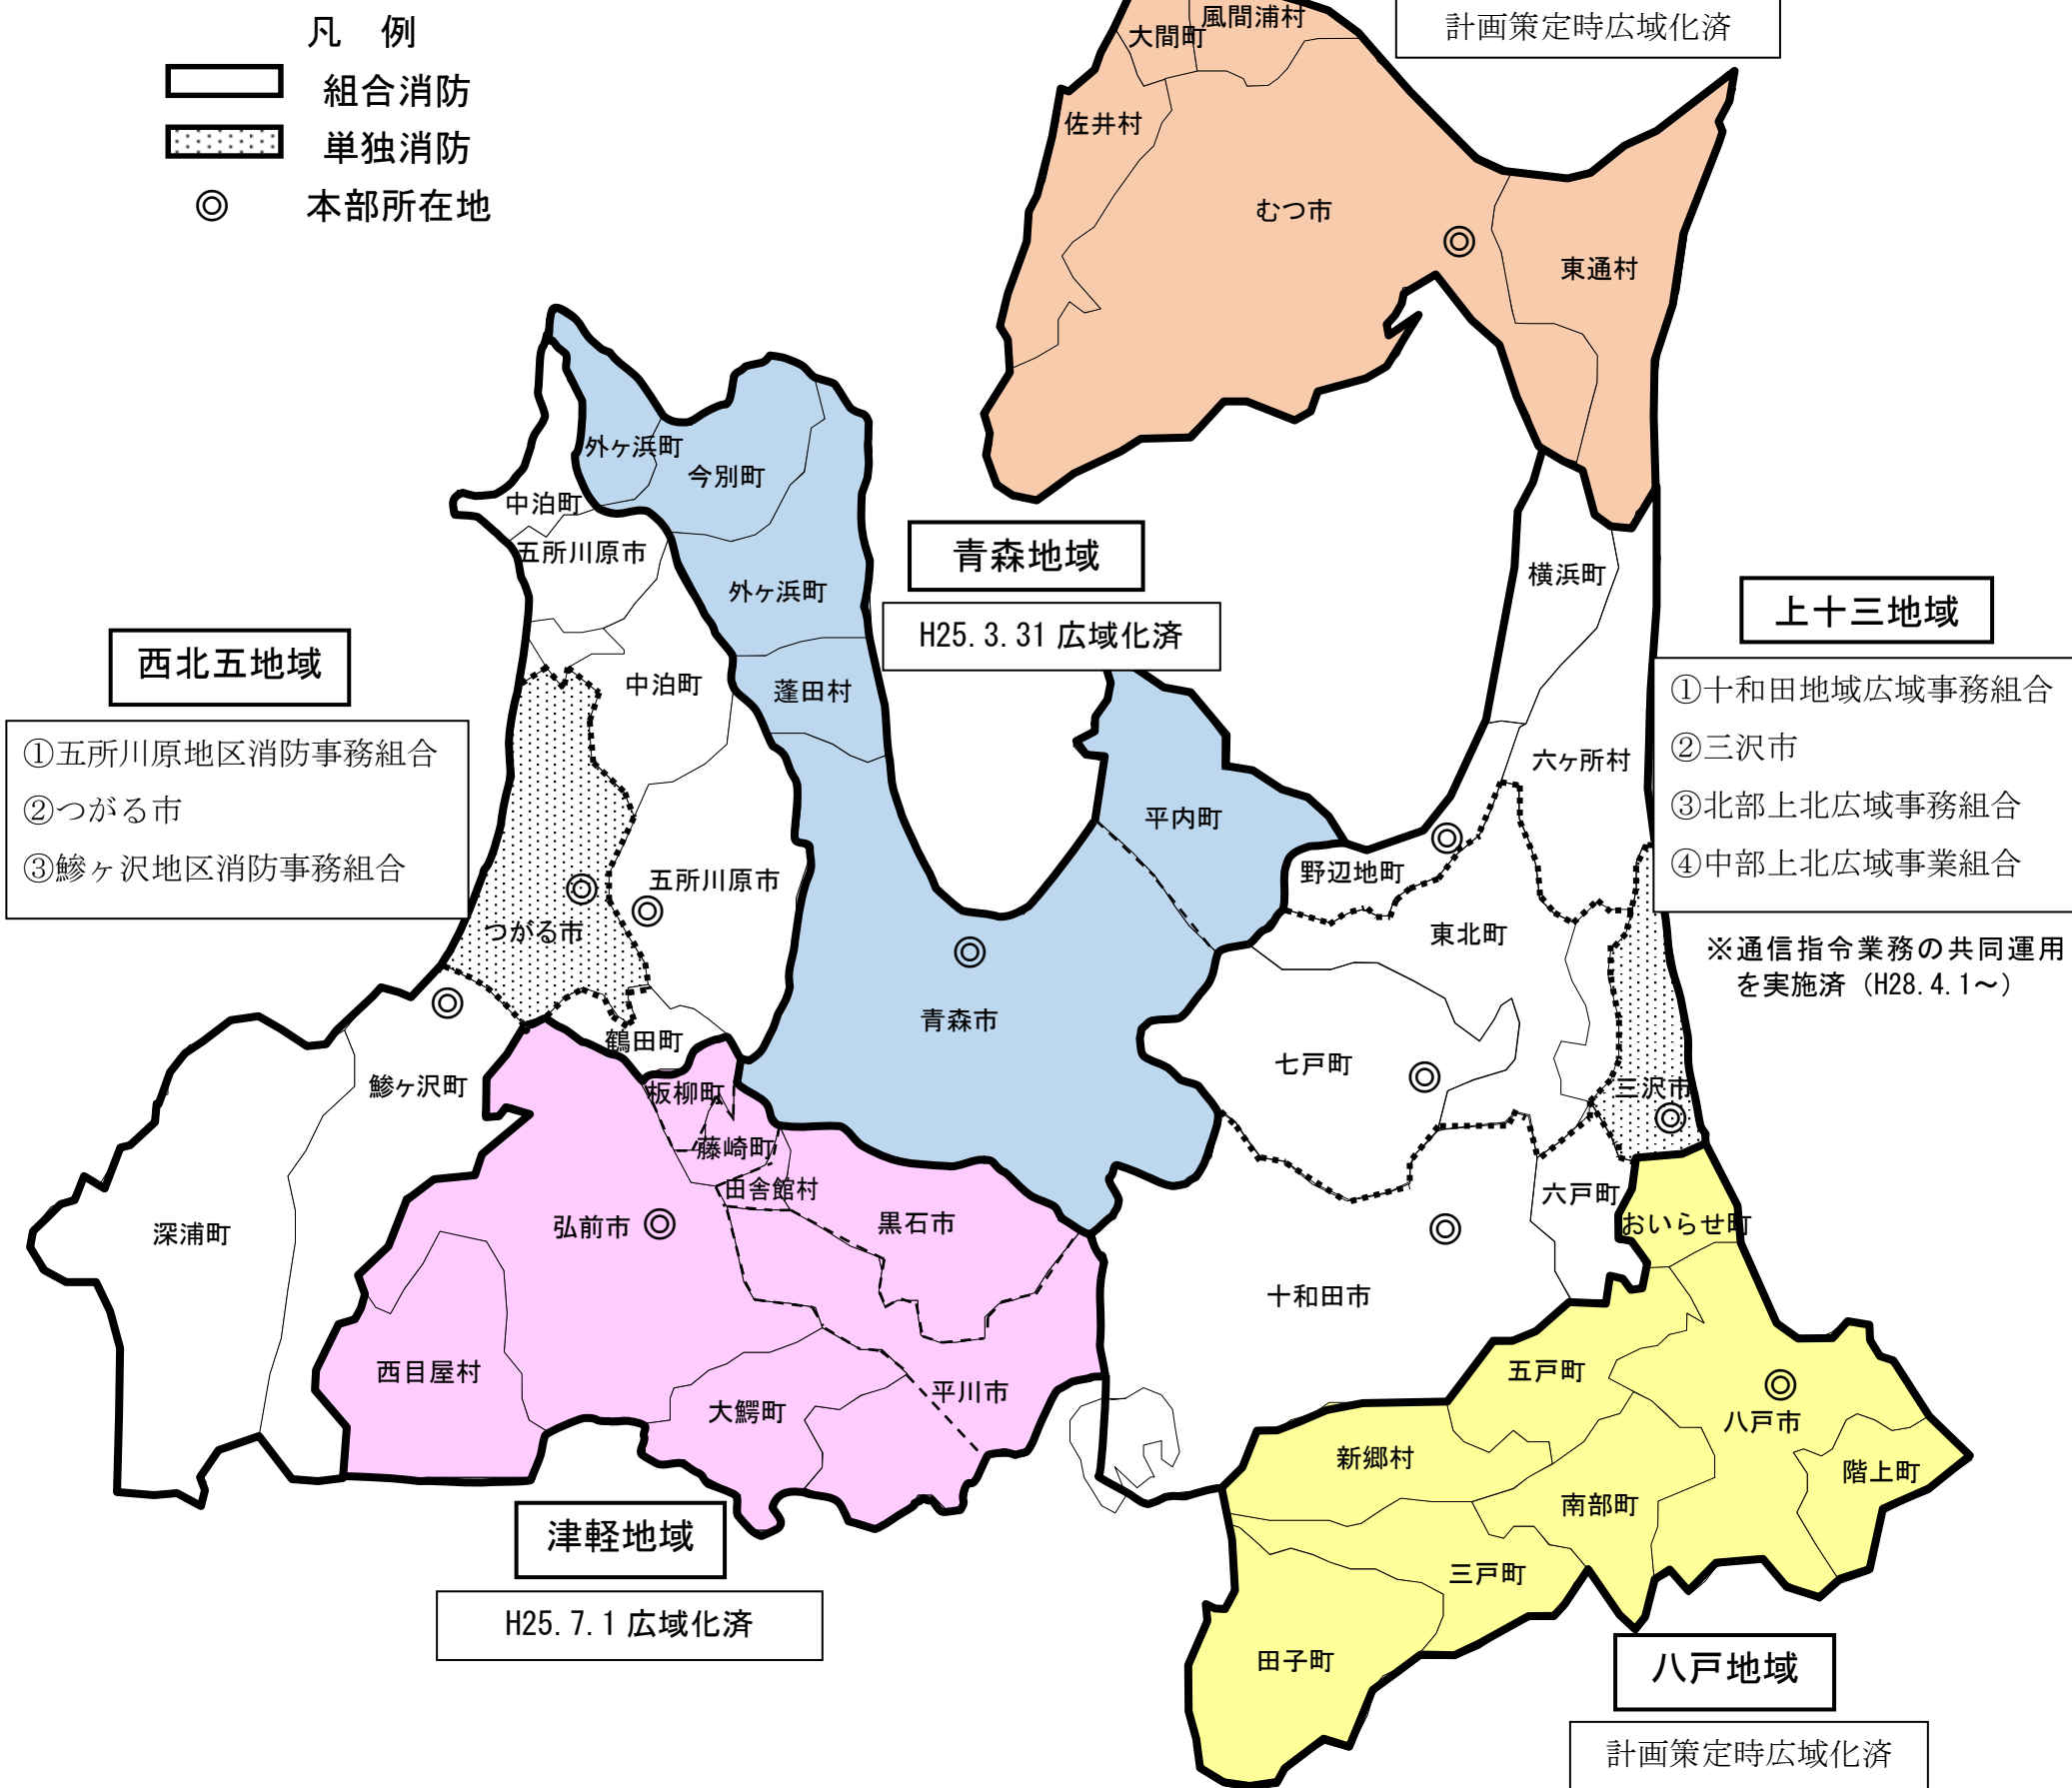 凡　例
組合消防
単独消防
◎　本部所在地
計画策定時広域化済
風間浦村
大間町
佐井村
むつ市
東通村
外ヶ浜町
今別町
中泊町
五所川原市
外ヶ浜町
蓬田村
中泊町
五所川原市
つがる市
鶴田町
鰺ヶ沢町
深浦町
青森地域
H25.3.31 広域化済
平内町
青森市
西北五地域
①五所川原地区消防事務組合
②つがる市
③鰺ヶ沢地区消防事務組合
横浜町
六ヶ所村
野辺地町
東北町
七戸町
三沢市
六戸町
十和田市
上十三地域
①十和田地域広域事務組合
②三沢市
③北部上北広域事務組合
④中部上北広域事業組合
※通信指令業務の共同運用
を実施済（H28.4.1～）
板柳町
藤崎町
田舎館村
弘前市
黒石市
西目屋村
大鰐町
平川市
津軽地域
H25.7.1 広域化済
おいらせ町
五戸町
八戸市
新郷村
階上町
南部町
三戸町
田子町
八戸地域
計画策定時広域化済